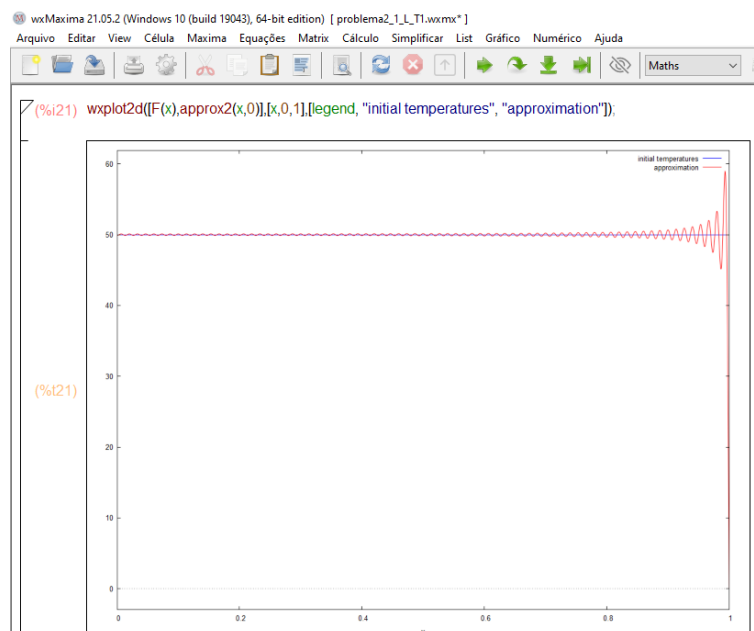 wxMaxima 21.05.2 (Windows 10 (build 19043), 64-bit edition) [ problema2_1_L_T1.wxmx* ]
Arquivo Editar View Célula Maxima Equações Matrix Cálculo Simplificar List Gráfico Numérico Ajuda
Maths
(%i21) wxplot2d([F(x),approx2(x,0)],[x,0,1],[legend, "initial temperatures", "approximation"]);
initial temperatures
approximation
60
50
40
(%t21)
30
20
10
0
0 0.2 0.4 0.6 0.8 1